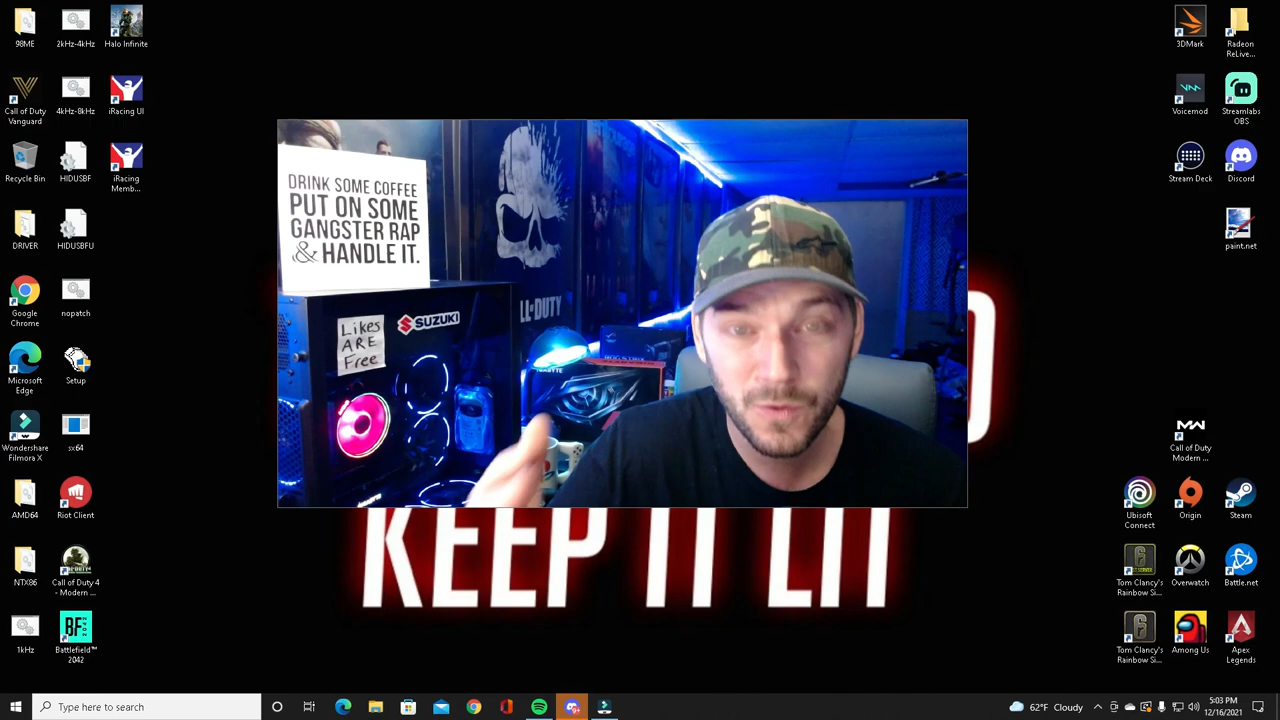 98ME
2kHz-4kHz
Halo Infinite
Call of Duty
Vanguard
4kHz-8kHz
iRacing UI
Recycle Bin
HIDUSBF
iRacing
Memb...
DRIVER
HIDUSBFU
Google
Chrome
nopatch
Microsoft
Edge
Setup
Wondershare
Filmora X
sx64
AMD64
Riot Client
NTX86
Call of Duty 4
- Modern ...
1kHz
BF
2042
Battlefield™
2042
DRINK SOME COFFEE
PUT ON SOME
GANGSTER RAP
& HANDLE IT.
Likes
ARE
Free
SUZUKI
LL OF DUTY
ROG STRIX
KEEP IT LIT
3DMark
Radeon
ReLive...
Voicemod
Streamlabs
OBS
Stream Deck
Discord
paint.net
Call of Duty
Modern ...
Ubisoft
Connect
Origin
Steam
Tom Clancy's
Rainbow Si...
Overwatch
Battle.net
Tom Clancy's
Rainbow Si...
Among Us
Apex
Legends
Type here to search
62°F Cloudy
5:03 PM
12/16/2021